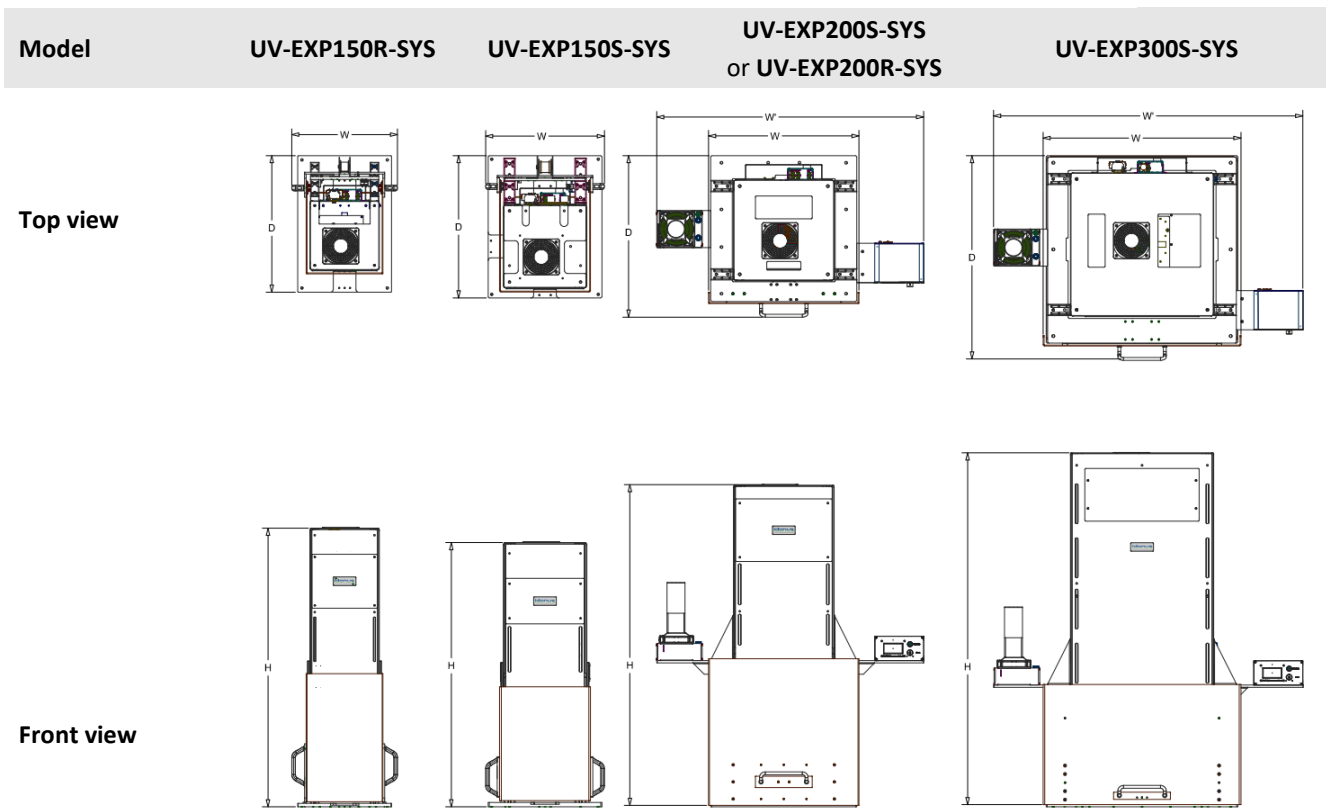 Model UV-EXP150R-SYS UV-EXP150S-SYS UV-EXP200S-SYS or UV-EXP200R-SYS UV-EXP300S-SYS
W W W' W W' W
Top view D D D D
H H H H
Front view